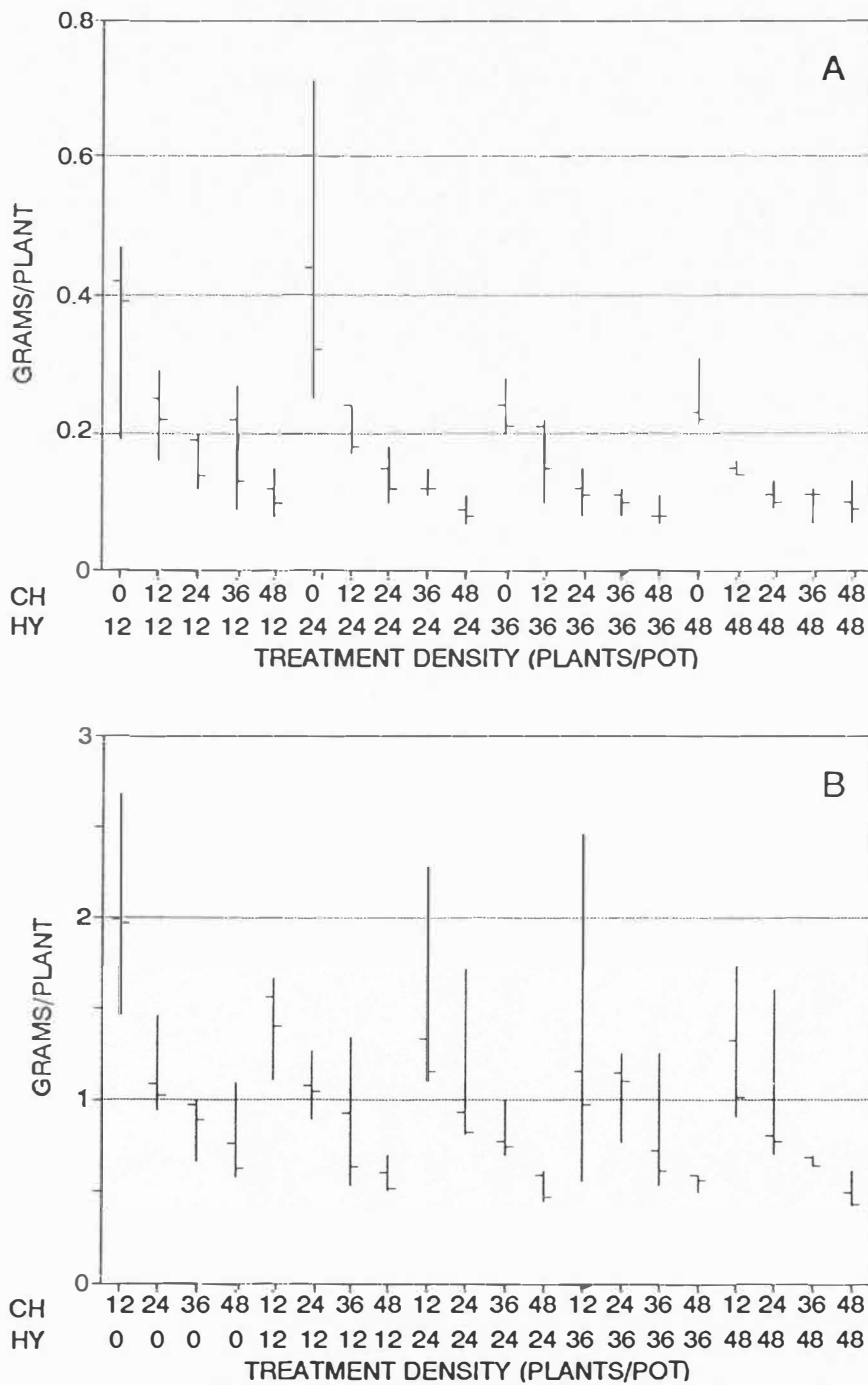 0.8
A
0.6
GRAMS/PLANT
0.4
0.2
0
CH 0 12 24 36 48 0 12 24 36 48 0 12 24 36 48 0 12 24 36 48
HY 12 12 12 12 12 24 24 24 24 24 36 36 36 36 36 48 48 48 48 48
TREATMENT DENSITY (PLANTS/POT)
3
B
2
GRAMS/PLANT
1
0
CH 12 24 36 48 12 24 36 48 12 24 36 48 12 24 36 48 12 24 36 48
HY 0 0 0 0 12 12 12 12 24 24 24 24 36 36 36 36 48 48 48 48
TREATMENT DENSITY (PLANTS/POT)